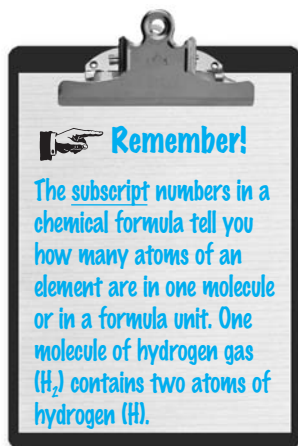 Remember!
The subscript numbers in a
chemical formula tell you
how many atoms of an
element are in one molecule
or in a formula unit. One
molecule of hydrogen gas
(H₂) contains two atoms of
hydrogen (H).